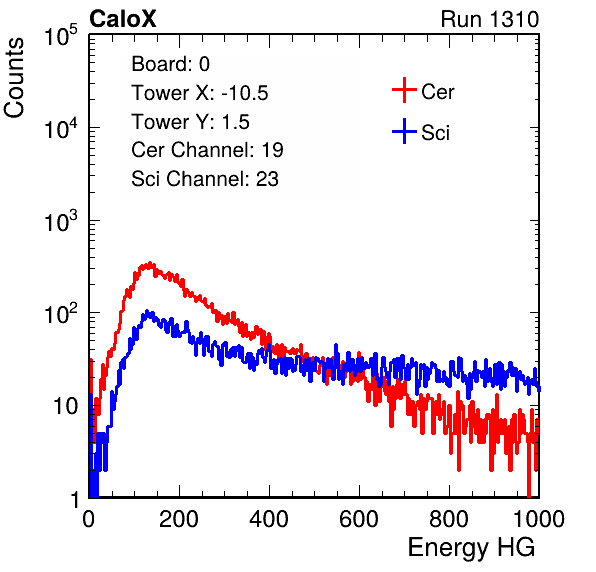 CaloX Run 1310
Counts
10^5
10^4
10^3
10^2
10
1
Board: 0
Tower X: -10.5
Tower Y: 1.5
Cer Channel: 19
Sci Channel: 23
Cer
Sci
0 200 400 600 800 1000
Energy HG